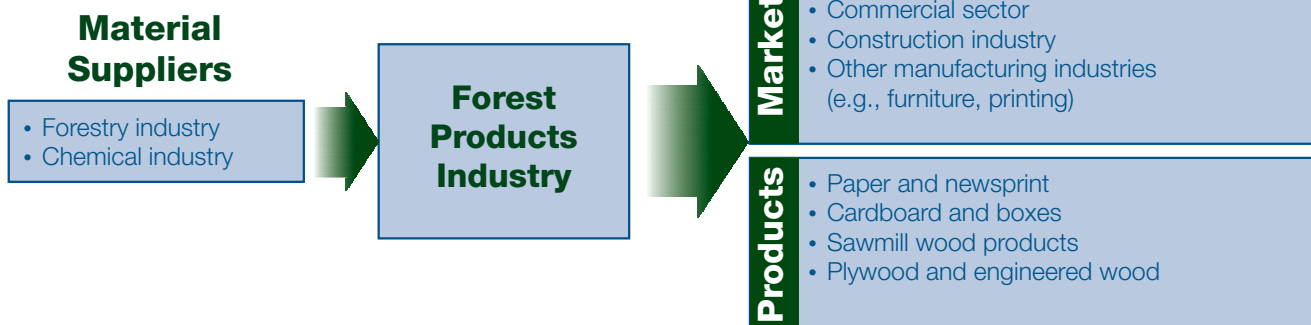 Material
Suppliers
• Forestry industry
• Chemical industry
Forest
Products
Industry
Market
• Commercial sector
• Construction industry
• Other manufacturing industries
(e.g., furniture, printing)
Products
• Paper and newsprint
• Cardboard and boxes
• Sawmill wood products
• Plywood and engineered wood